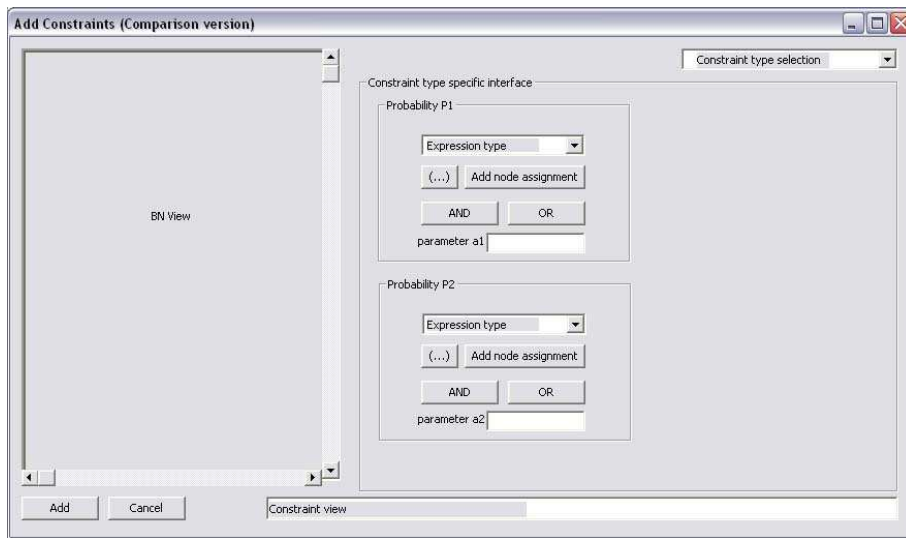 Add Constraints (Comparison version)
Constraint type selection
Constraint type specific interface
Probability P1
Expression type
(...) Add node assignment
AND OR
parameter a1
BN View
Probability P2
Expression type
(...) Add node assignment
AND OR
parameter a2
Add Cancel Constraint view